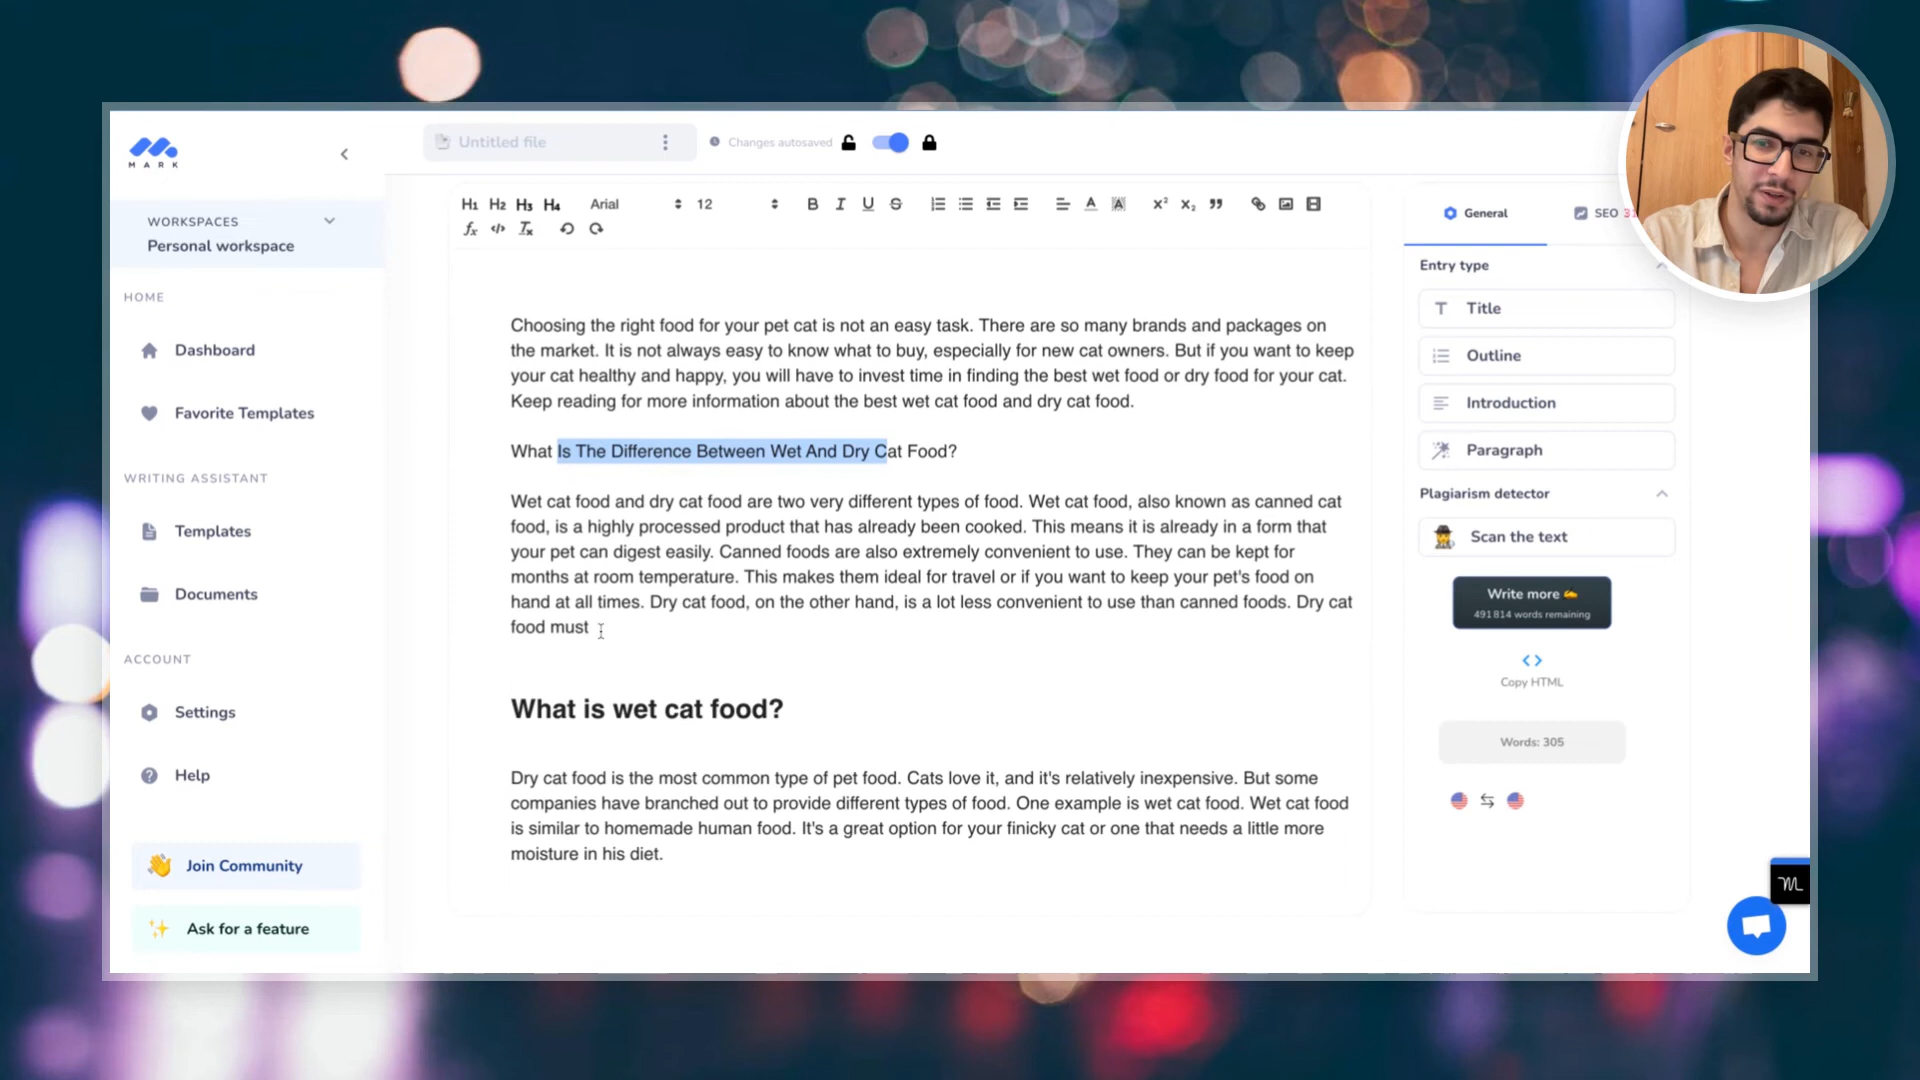 MARK
WORKSPACES
Personal workspace
HOME
Dashboard
Favorite Templates
WRITING ASSISTANT
Templates
Documents
ACCOUNT
Settings
Help
Join Community
Ask for a feature
Untitled file
Changes autosaved
H1 H2 H3 H4 Arial 12 B I U S A A X² X₂ ”
fx </> Tx
Choosing the right food for your pet cat is not an easy task. There are so many brands and packages on
the market. It is not always easy to know what to buy, especially for new cat owners. But if you want to keep
your cat healthy and happy, you will have to invest time in finding the best wet food or dry food for your cat.
Keep reading for more information about the best wet cat food and dry cat food.
What Is The Difference Between Wet And Dry Cat Food?
Wet cat food and dry cat food are two very different types of food. Wet cat food, also known as canned cat
food, is a highly processed product that has already been cooked. This means it is already in a form that
your pet can digest easily. Canned foods are also extremely convenient to use. They can be kept for
months at room temperature. This makes them ideal for travel or if you want to keep your pet's food on
hand at all times. Dry cat food, on the other hand, is a lot less convenient to use than canned foods. Dry cat
food must
What is wet cat food?
Dry cat food is the most common type of pet food. Cats love it, and it's relatively inexpensive. But some
companies have branched out to provide different types of food. One example is wet cat food. Wet cat food
is similar to homemade human food. It's a great option for your finicky cat or one that needs a little more
moisture in his diet.
General
SEO
Entry type
Title
Outline
Introduction
Paragraph
Plagiarism detector
Scan the text
Write more
491 814 words remaining
Copy HTML
Words: 305